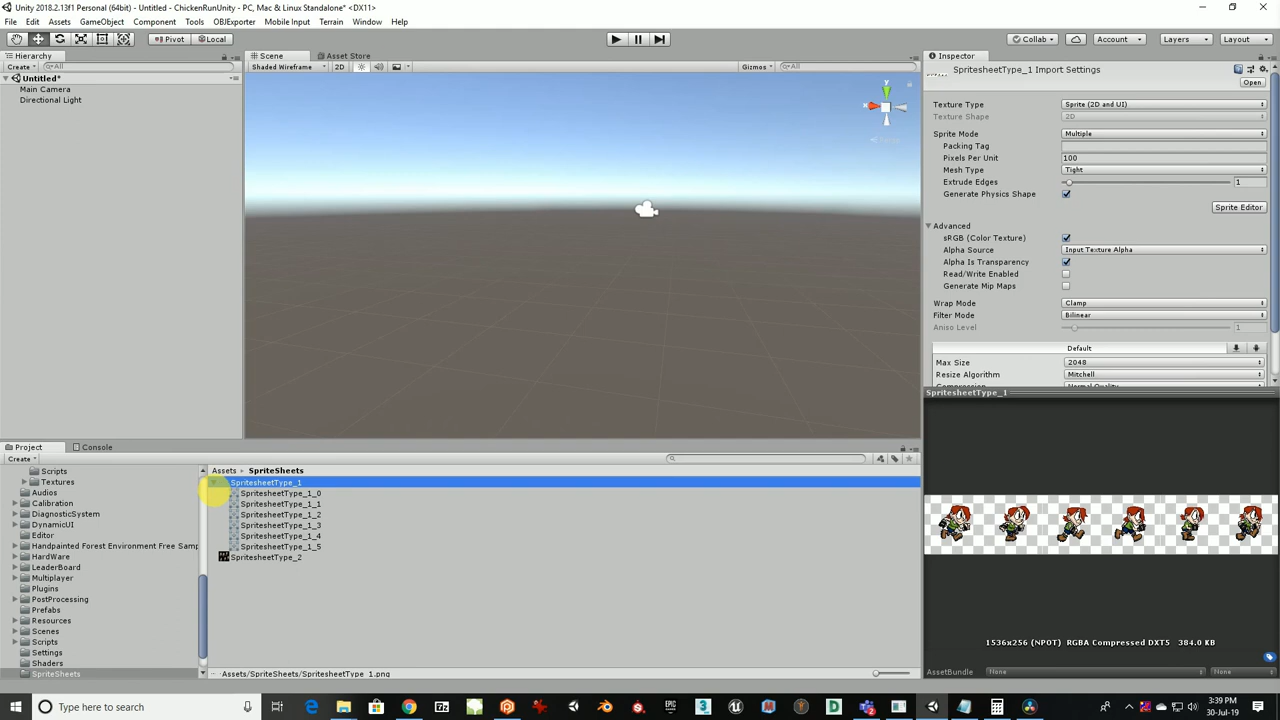 Unity 2018.2.13f1 Personal (64bit) - Untitled - ChickenRunUnity - PC, Mac & Linux Standalone* <DX11>
File Edit Assets GameObject Component Tools OBJExporter Mobile Input Terrain Window Help
Pivot Local Collab Account Layers Layout
Hierarchy
Create All
Untitled*
Main Camera
Directional Light
Scene Asset Store
Shaded Wireframe 2D Gizmos All
y
x
Inspector
SpritesheetType_1 Import Settings
Open
Texture Type Sprite (2D and UI)
Texture Shape 2D
Sprite Mode Multiple
Packing Tag
Pixels Per Unit 100
Mesh Type Tight
Extrude Edges 1
Generate Physics Shape
Sprite Editor
Advanced
sRGB (Color Texture)
Alpha Source Input Texture Alpha
Alpha Is Transparency
Read/Write Enabled
Generate Mip Maps
Wrap Mode Clamp
Filter Mode Bilinear
Aniso Level 1
Default
Max Size 2048
Resize Algorithm Mitchell
Compression Normal Quality
SpritesheetType_1
1536x256 (NPOT) RGBA Compressed DXT5 384.0 KB
AssetBundle None None
Project Console
Create
Scripts
Textures
Audios
Calibration
DiagnosticSystem
DynamicUI
Editor
Handpainted Forest Environment Free Samp
HardWare
LeaderBoard
Multiplayer
Plugins
PostProcessing
Prefabs
Resources
Scenes
Scripts
Settings
Shaders
SpriteSheets
Assets SpriteSheets
SpritesheetType_1
SpritesheetType_1_0
SpritesheetType_1_1
SpritesheetType_1_2
SpritesheetType_1_3
SpritesheetType_1_4
SpritesheetType_1_5
SpritesheetType_2
Assets/SpriteSheets/SpritesheetType_1.png
Type here to search
3:39 PM
30-Jul-19